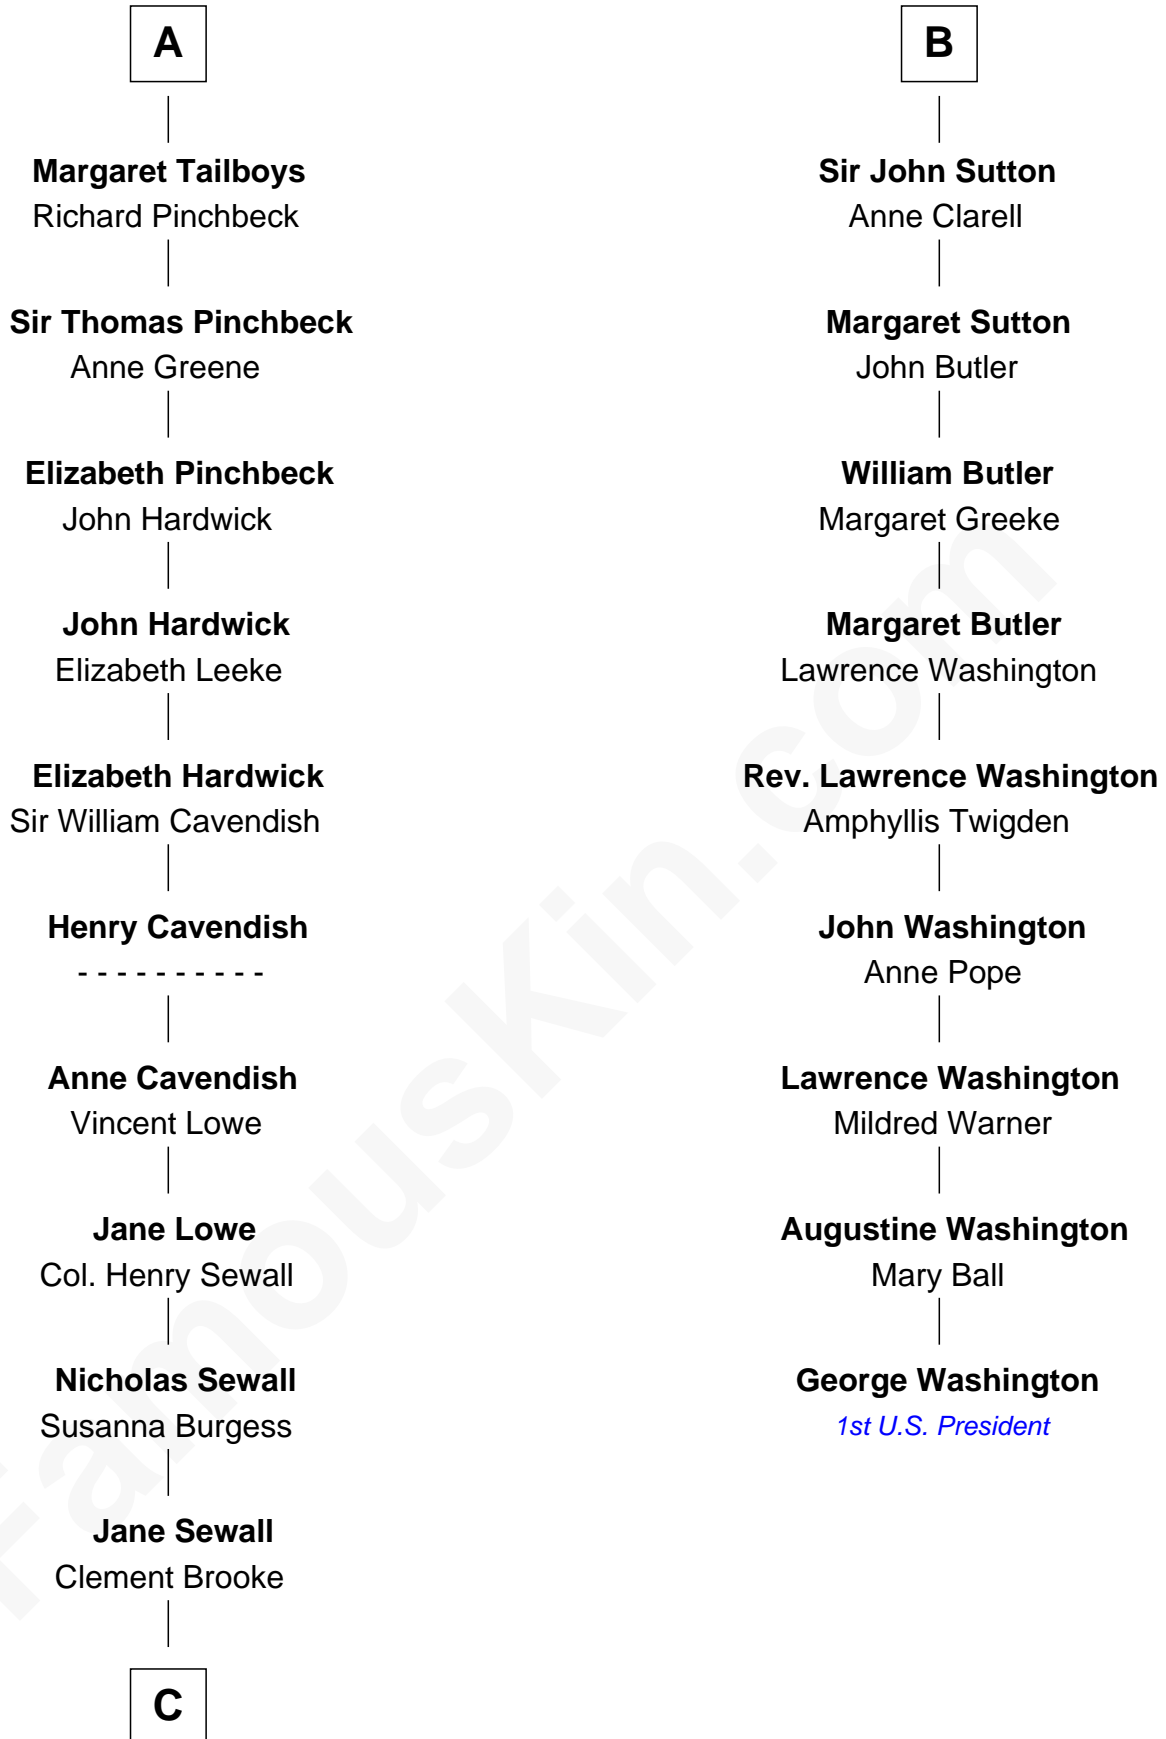 A
Margaret Tailboys
Richard Pinchbeck
Sir Thomas Pinchbeck
Anne Greene
Elizabeth Pinchbeck
John Hardwick
John Hardwick
Elizabeth Leeke
Elizabeth Hardwick
Sir William Cavendish
Henry Cavendish
- - - - - - - - - -
Anne Cavendish
Vincent Lowe
Jane Lowe
Col. Henry Sewall
Nicholas Sewall
Susanna Burgess
Jane Sewall
Clement Brooke
C
B
Sir John Sutton
Anne Clarell
Margaret Sutton
John Butler
William Butler
Margaret Greeke
Margaret Butler
Lawrence Washington
Rev. Lawrence Washington
Amphyllis Twigden
John Washington
Anne Pope
Lawrence Washington
Mildred Warner
Augustine Washington
Mary Ball
George Washington
1st U.S. President
FamousKin.com